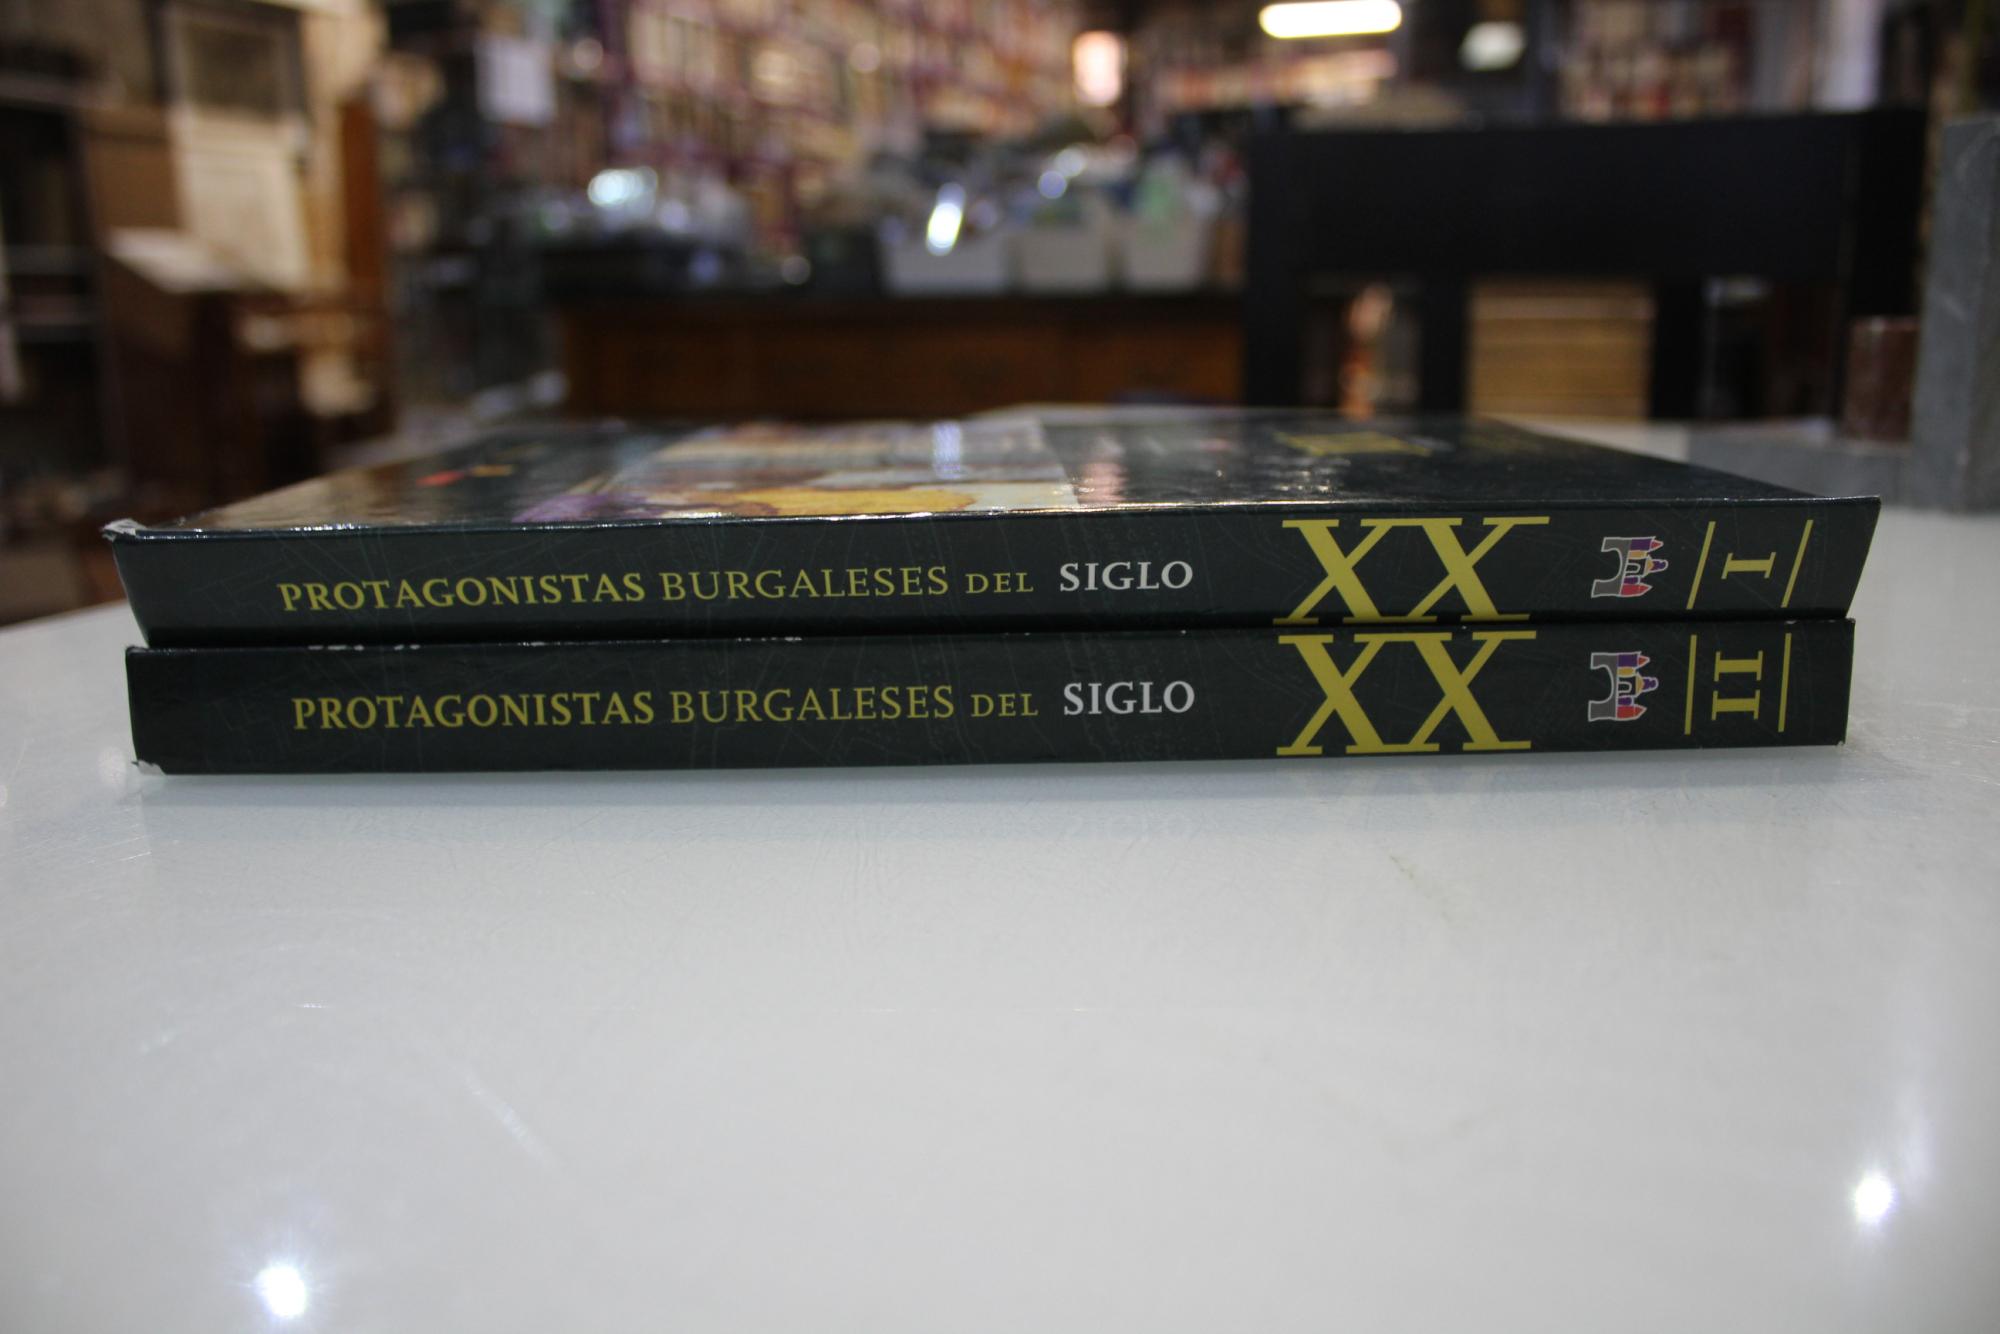 PROTAGONISTAS BURGALESES DEL SIGLO XX I
PROTAGONISTAS BURGALESES DEL SIGLO XX II